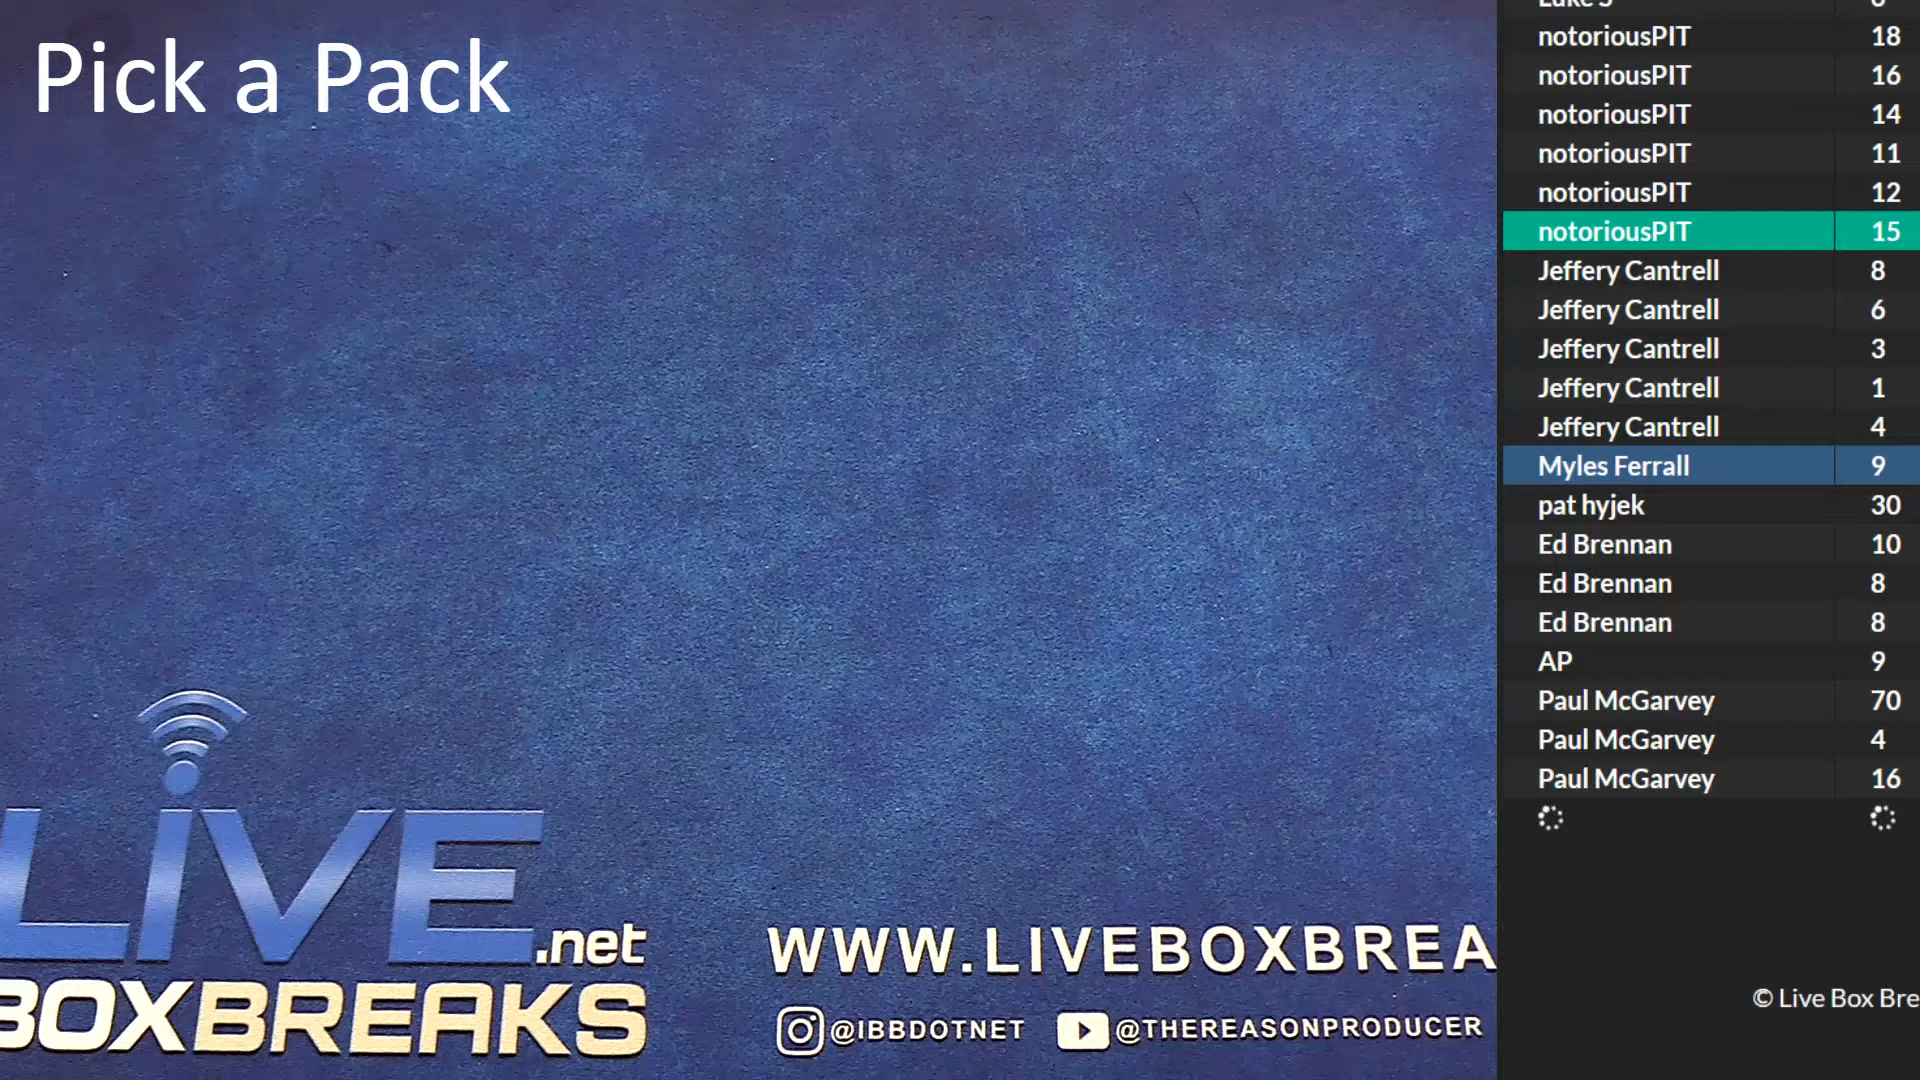 Pick a Pack
Luke S
notoriousPIT 18
notoriousPIT 16
notoriousPIT 14
notoriousPIT 11
notoriousPIT 12
notoriousPIT 15
Jeffery Cantrell 8
Jeffery Cantrell 6
Jeffery Cantrell 3
Jeffery Cantrell 1
Jeffery Cantrell 4
Myles Ferrall 9
pat hyjek 30
Ed Brennan 10
Ed Brennan 8
Ed Brennan 8
AP 9
Paul McGarvey 70
Paul McGarvey 4
Paul McGarvey 16
LiVE.net
BOXBREAKS
WWW.LIVEBOXBREA
@IBBDOTNET @THEREASONPRODUCER
© Live Box Bre